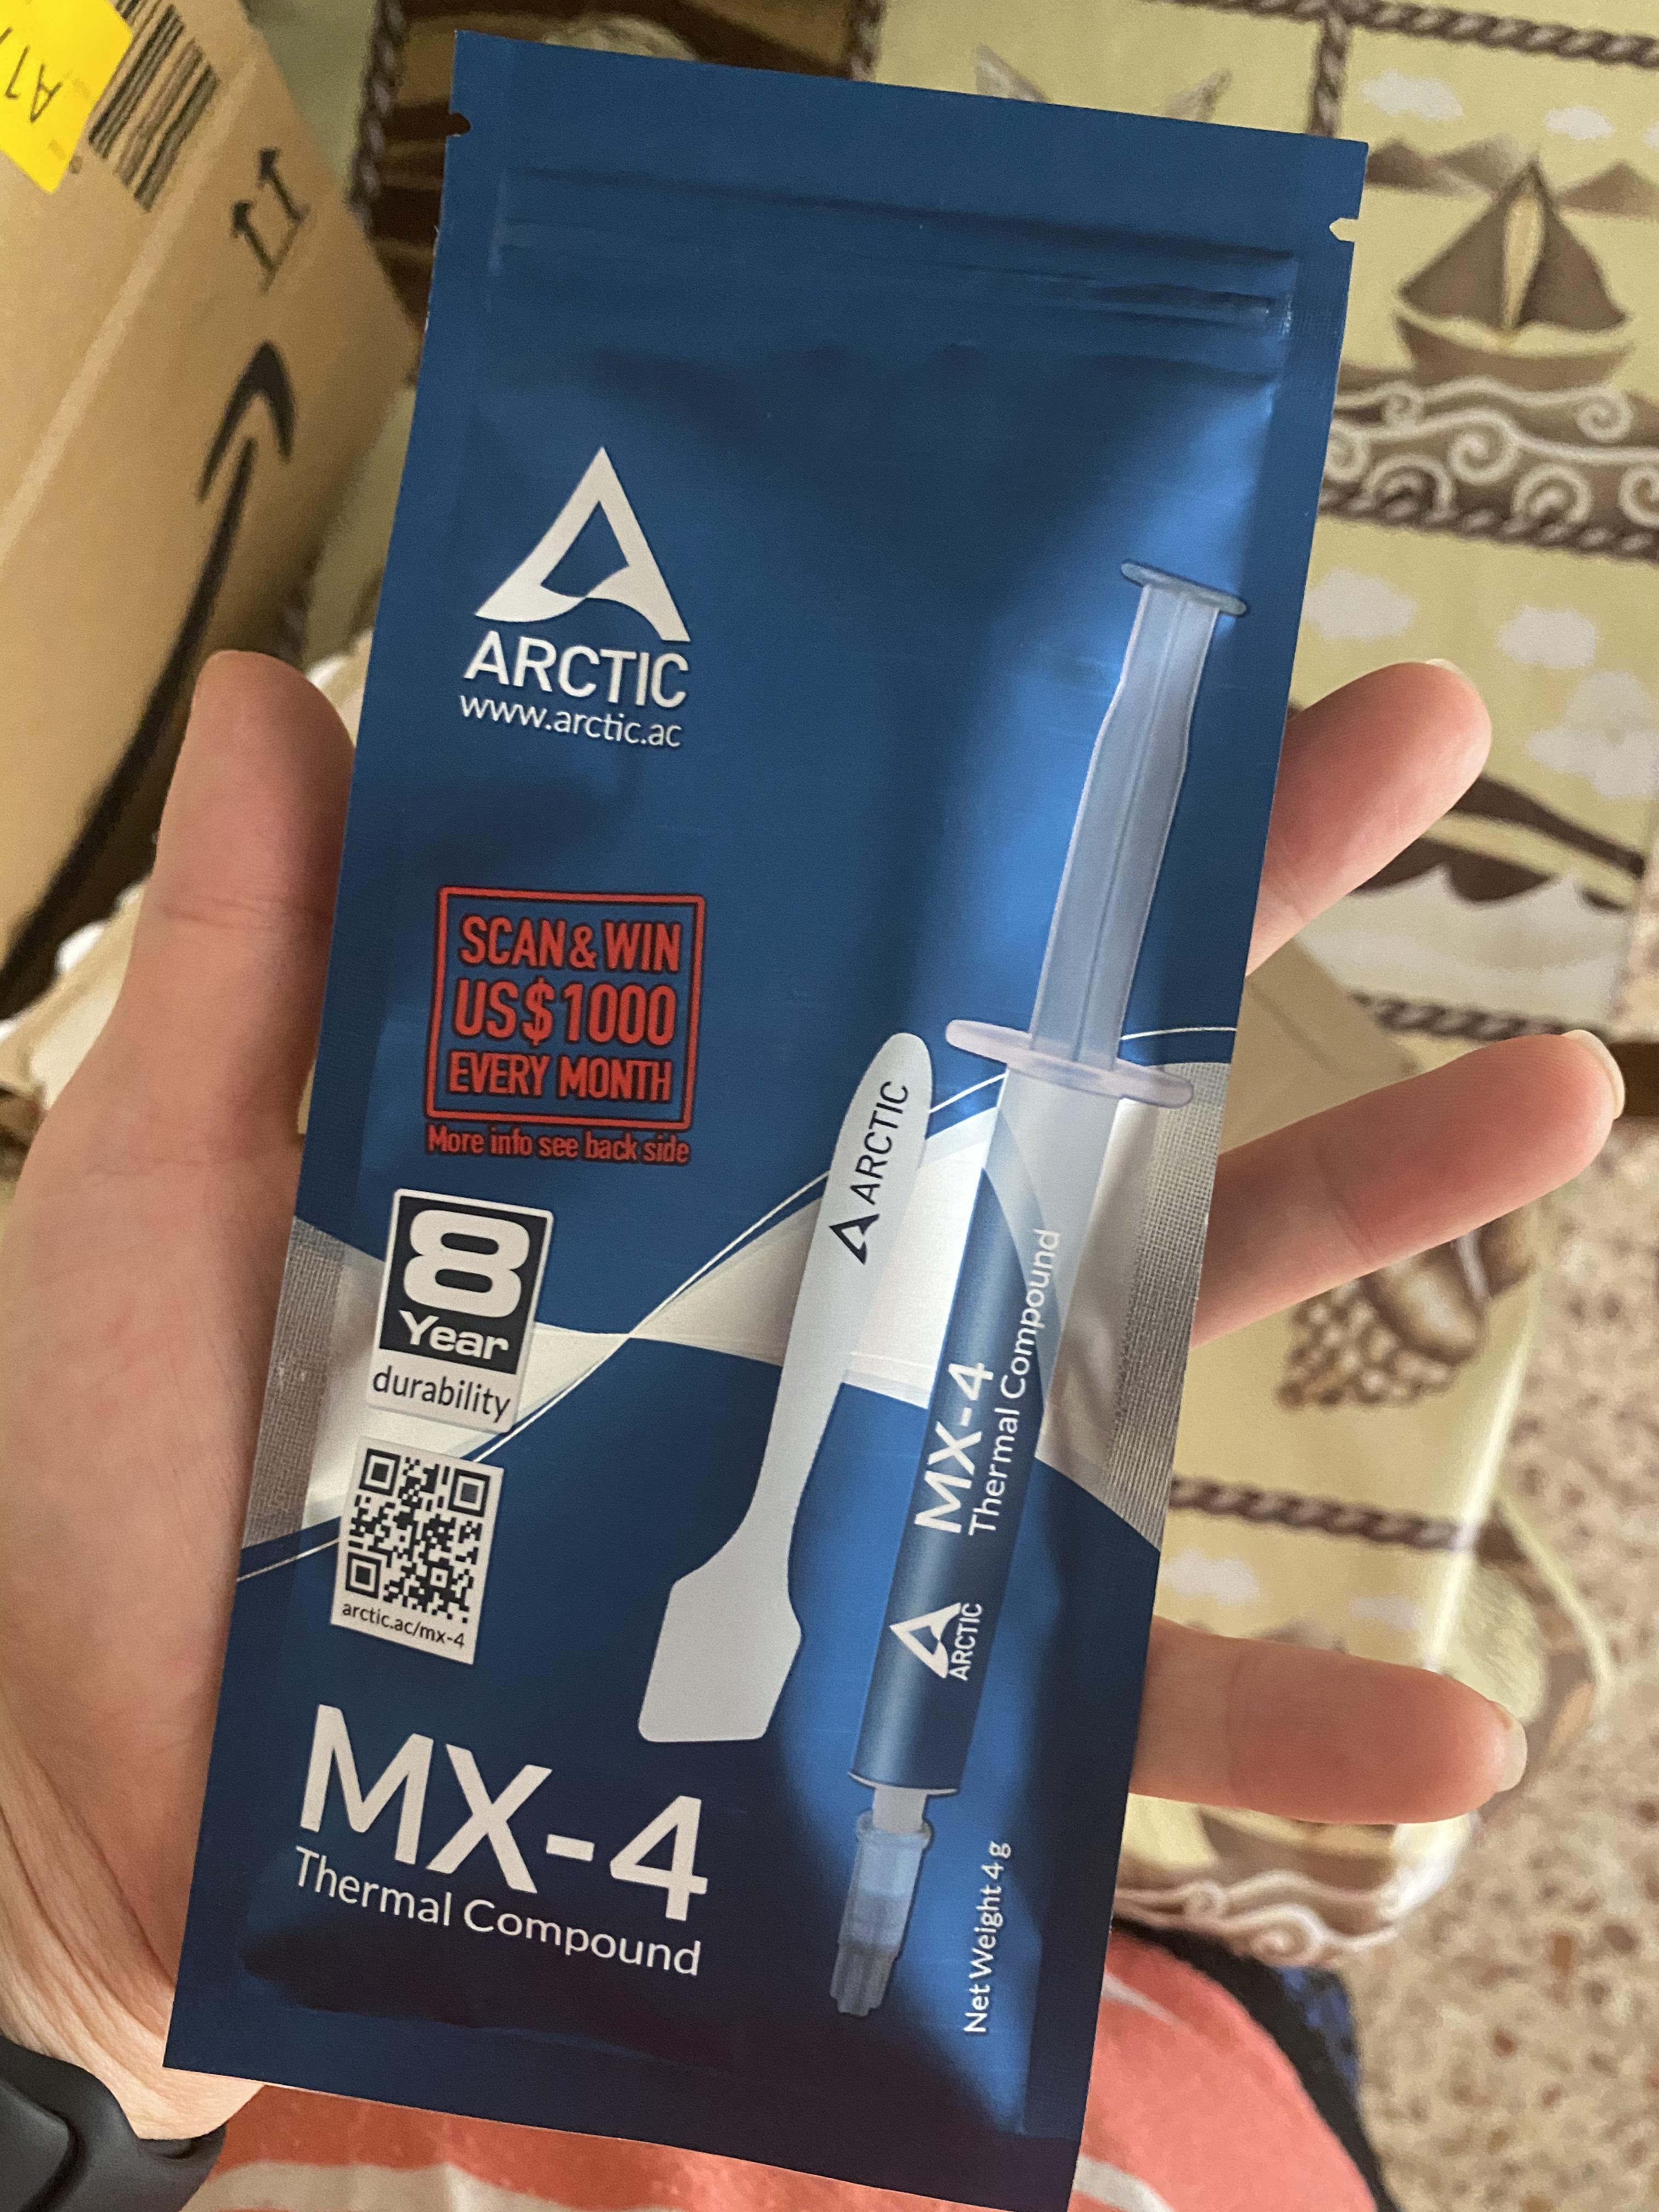 ARCTIC
www.arctic.ac
SCAN & WIN
US$1000
EVERY MONTH
More info see back side
8
Year
durability
arctic.ac/mx-4
MX-4
Thermal Compound
ARCTIC
ARCTIC
MX-4
Thermal Compound
Net Weight 4 g